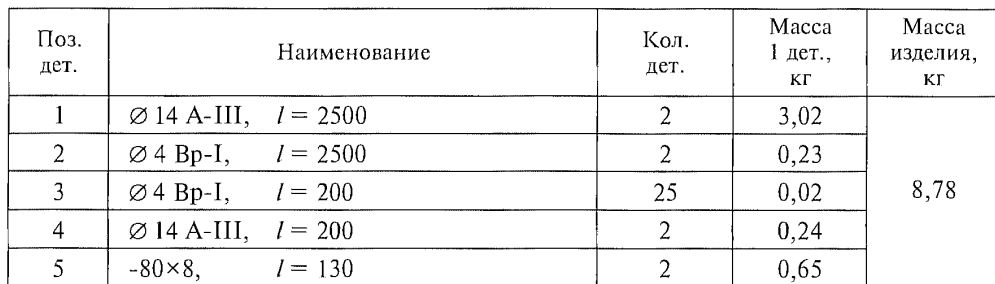 Поз. дет. Наименование Кол. дет. Масса 1 дет., кг Масса изделия, кг
1 ∅ 14 А-III, l = 2500 2 3,02
2 ∅ 4 Вр-I, l = 2500 2 0,23
3 ∅ 4 Вр-I, l = 200 25 0,02 8,78
4 ∅ 14 А-III, l = 200 2 0,24
5 -80×8, l = 130 2 0,65